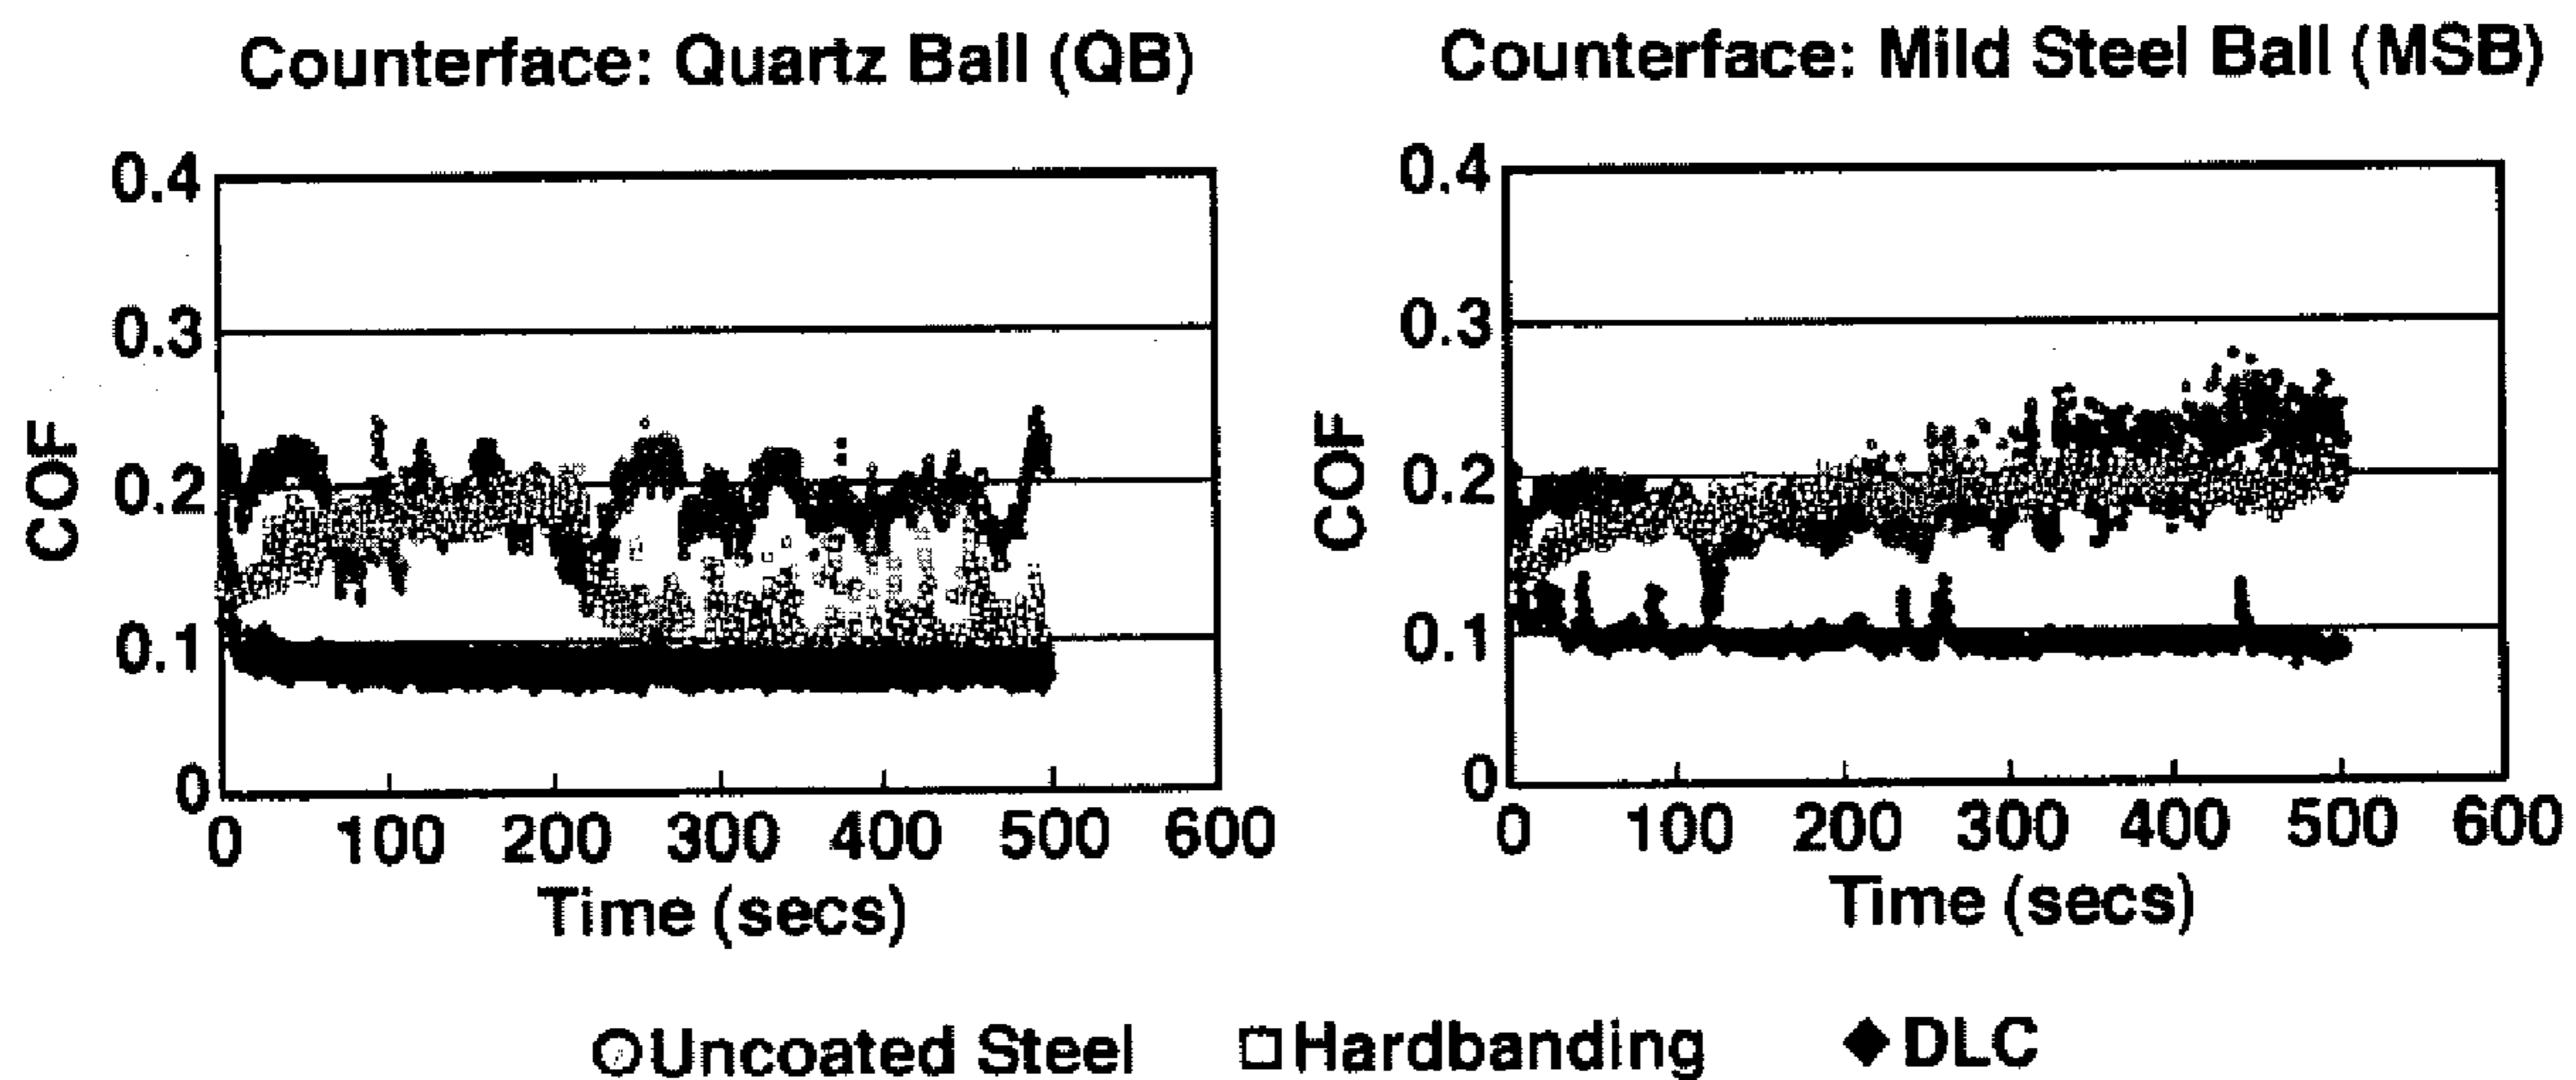 Counterface: Quartz Ball (QB)
0.4
0.3
0.2
0.1
0
COF
0 100 200 300 400 500 600
Time (secs)
Counterface: Mild Steel Ball (MSB)
0.4
0.3
0.2
0.1
0
COF
0 100 200 300 400 500 600
Time (secs)
Uncoated Steel Hardbanding DLC